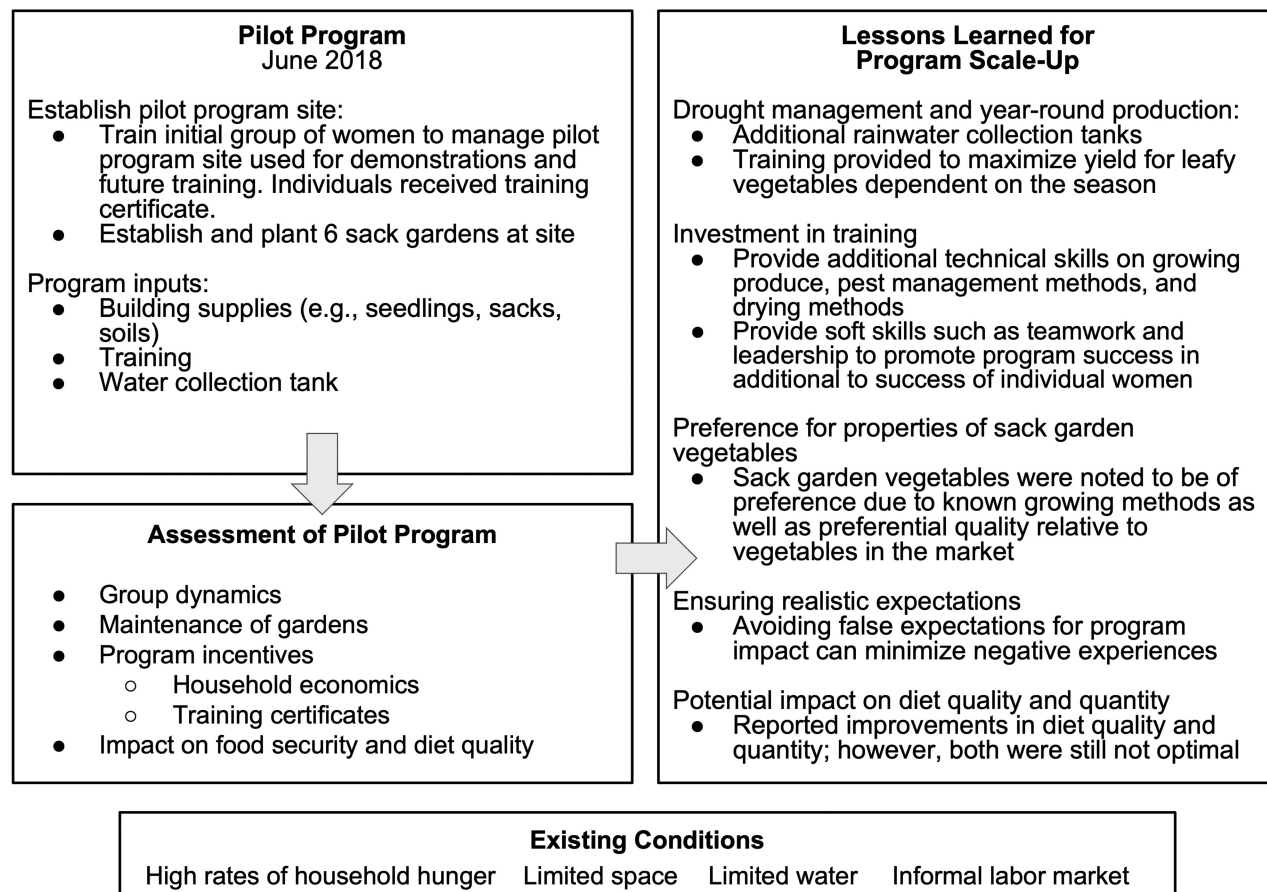 Pilot Program
June 2018
Establish pilot program site:
● Train initial group of women to manage pilot
program site used for demonstrations and
future training. Individuals received training
certificate.
● Establish and plant 6 sack gardens at site
Program inputs:
● Building supplies (e.g., seedlings, sacks,
soils)
● Training
● Water collection tank
Assessment of Pilot Program
● Group dynamics
● Maintenance of gardens
● Program incentives
○ Household economics
○ Training certificates
● Impact on food security and diet quality
Lessons Learned for
Program Scale-Up
Drought management and year-round production:
● Additional rainwater collection tanks
● Training provided to maximize yield for leafy
vegetables dependent on the season
Investment in training
● Provide additional technical skills on growing
produce, pest management methods, and
drying methods
● Provide soft skills such as teamwork and
leadership to promote program success in
additional to success of individual women
Preference for properties of sack garden
vegetables
● Sack garden vegetables were noted to be of
preference due to known growing methods as
well as preferential quality relative to
vegetables in the market
Ensuring realistic expectations
● Avoiding false expectations for program
impact can minimize negative experiences
Potential impact on diet quality and quantity
● Reported improvements in diet quality and
quantity; however, both were still not optimal
Existing Conditions
High rates of household hunger Limited space Limited water Informal labor market